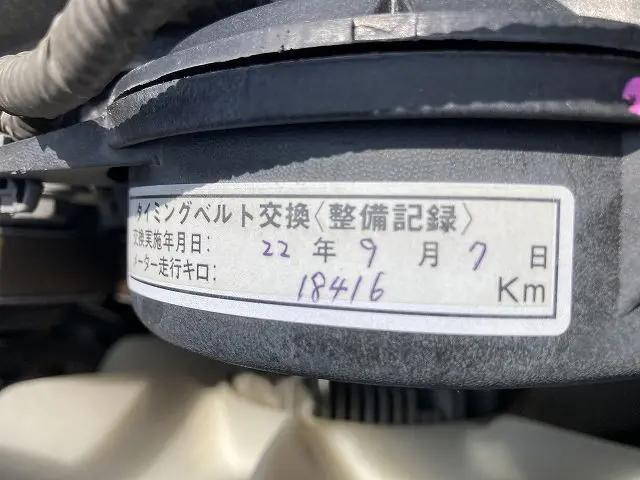 タイミングベルト交換〈整備記録〉
交換実施年月日： 22 年 9 月 7 日
メーター走行キロ： 18416 Km